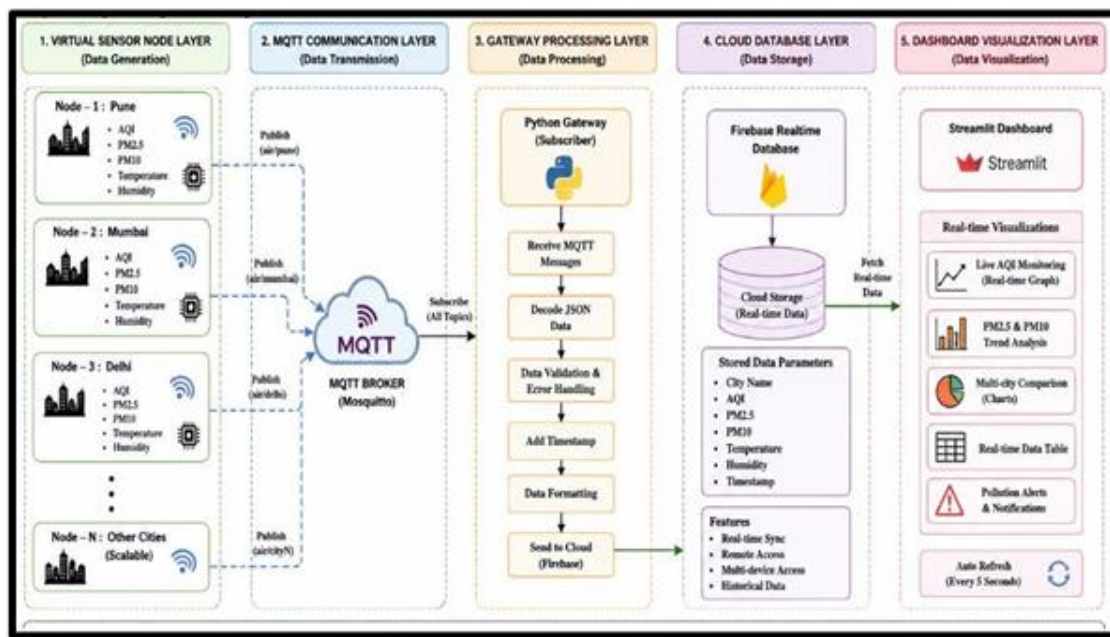 1. VIRTUAL SENSOR NODE LAYER
(Data Generation)
Node – 1 : Pune
• AQI
• PM2.5
• PM10
• Temperature
• Humidity
Node – 2 : Mumbai
• AQI
• PM2.5
• PM10
• Temperature
• Humidity
Node – 3 : Delhi
• AQI
• PM2.5
• PM10
• Temperature
• Humidity
Node – N : Other Cities
(Scalable)
2. MQTT COMMUNICATION LAYER
(Data Transmission)
Publish
(air/pune)
Publish
(air/mumbai)
Publish
(air/delhi)
Publish
(air/cityN)
MQTT
MQTT BROKER
(Mosquitto)
Subscribe
(All Topics)
3. GATEWAY PROCESSING LAYER
(Data Processing)
Python Gateway
(Subscriber)
Receive MQTT
Messages
Decode JSON
Data
Data Validation &
Error Handling
Add Timestamp
Data Formatting
Send to Cloud
(Firebase)
4. CLOUD DATABASE LAYER
(Data Storage)
Firebase Realtime
Database
Cloud Storage
(Real-time Data)
Stored Data Parameters
• City Name
• AQI
• PM2.5
• PM10
• Temperature
• Humidity
• Timestamp
Features
• Real-time Sync
• Remote Access
• Multi-device Access
• Historical Data
Fetch
Real-time
Data
5. DASHBOARD VISUALIZATION LAYER
(Data Visualization)
Streamlit Dashboard
Streamlit
Real-time Visualizations
Live AQI Monitoring
(Real-time Graph)
PM2.5 & PM10
Trend Analysis
Multi-city Comparison
(Charts)
Real-time Data Table
Pollution Alerts
& Notifications
Auto Refresh
(Every 5 Seconds)